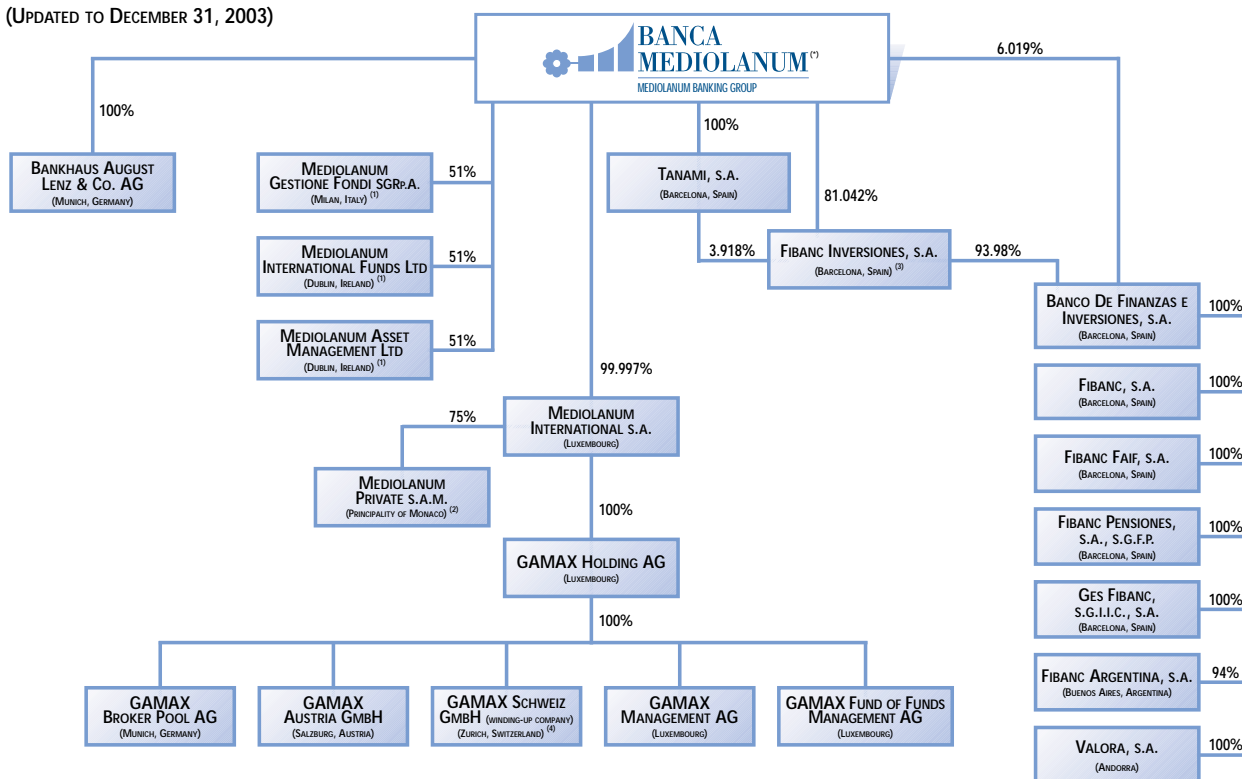 (UPDATED TO DECEMBER 31, 2003)
BANCA
MEDIOLANUM (*)
MEDIOLANUM BANKING GROUP
6.019%
100%
BANKHAUS AUGUST
LENZ & CO. AG
(MUNICH, GERMANY)
MEDIOLANUM
GESTIONE FONDI SGRP.A.
(MILAN, ITALY) (1)
51%
MEDIOLANUM
INTERNATIONAL FUNDS LTD
(DUBLIN, IRELAND) (1)
51%
MEDIOLANUM ASSET
MANAGEMENT LTD
(DUBLIN, IRELAND) (1)
51%
100%
TANAMI, S.A.
(BARCELONA, SPAIN)
81.042%
3.918%
FIBANC INVERSIONES, S.A.
(BARCELONA, SPAIN) (3)
93.98%
99.997%
MEDIOLANUM
INTERNATIONAL S.A.
(LUXEMBOURG)
75%
MEDIOLANUM
PRIVATE S.A.M.
(PRINCIPALITY OF MONACO) (2)
100%
GAMAX HOLDING AG
(LUXEMBOURG)
100%
GAMAX
BROKER POOL AG
(MUNICH, GERMANY)
GAMAX
AUSTRIA GMBH
(SALZBURG, AUSTRIA)
GAMAX SCHWEIZ
GMBH (WINDING-UP COMPANY)
(ZURICH, SWITZERLAND) (4)
GAMAX
MANAGEMENT AG
(LUXEMBOURG)
GAMAX FUND OF FUNDS
MANAGEMENT AG
(LUXEMBOURG)
BANCO DE FINANZAS E
INVERSIONES, S.A.
(BARCELONA, SPAIN)
100%
FIBANC, S.A.
(BARCELONA, SPAIN)
100%
FIBANC FAIF, S.A.
(BARCELONA, SPAIN)
100%
FIBANC PENSIONES,
S.A., S.G.F.P.
(BARCELONA, SPAIN)
100%
GES FIBANC,
S.G.I.I.C., S.A.
(BARCELONA, SPAIN)
100%
FIBANC ARGENTINA, S.A.
(BUENOS AIRES, ARGENTINA)
94%
VALORA, S.A.
(ANDORRA)
100%